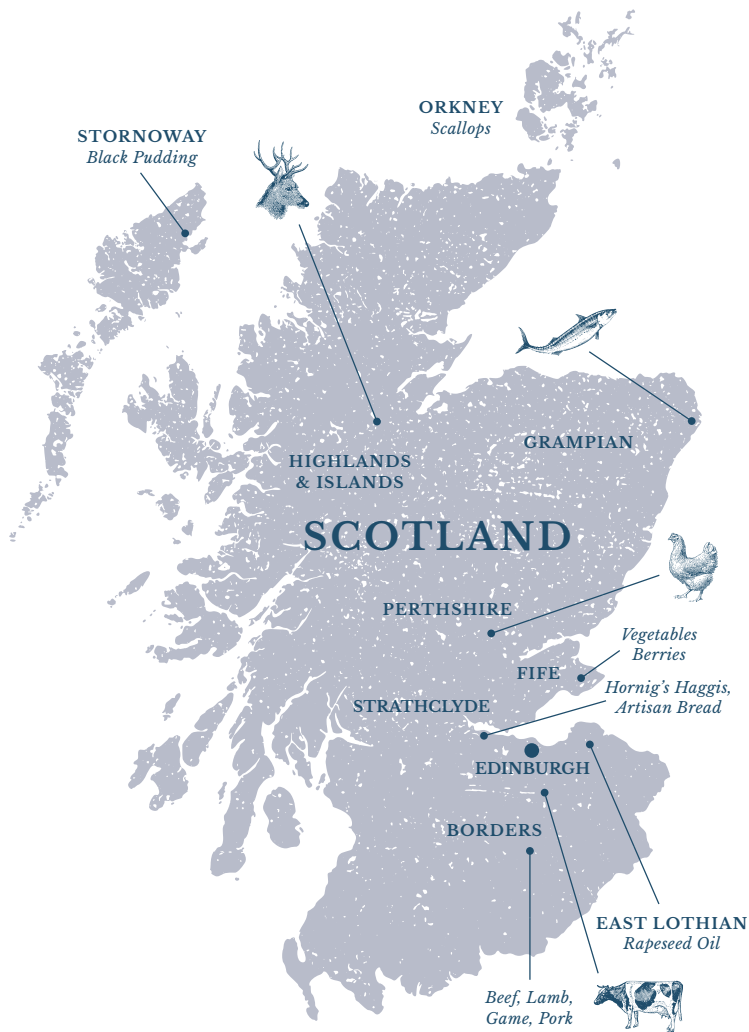 ORKNEY
Scallops
STORNOWAY
Black Pudding
GRAMPIAN
HIGHLANDS
& ISLANDS
SCOTLAND
PERTHSHIRE
Vegetables
Berries
FIFE
Hornig’s Haggis,
Artisan Bread
STRATHCLYDE
EDINBURGH
BORDERS
EAST LOTHIAN
Rapeseed Oil
Beef, Lamb,
Game, Pork